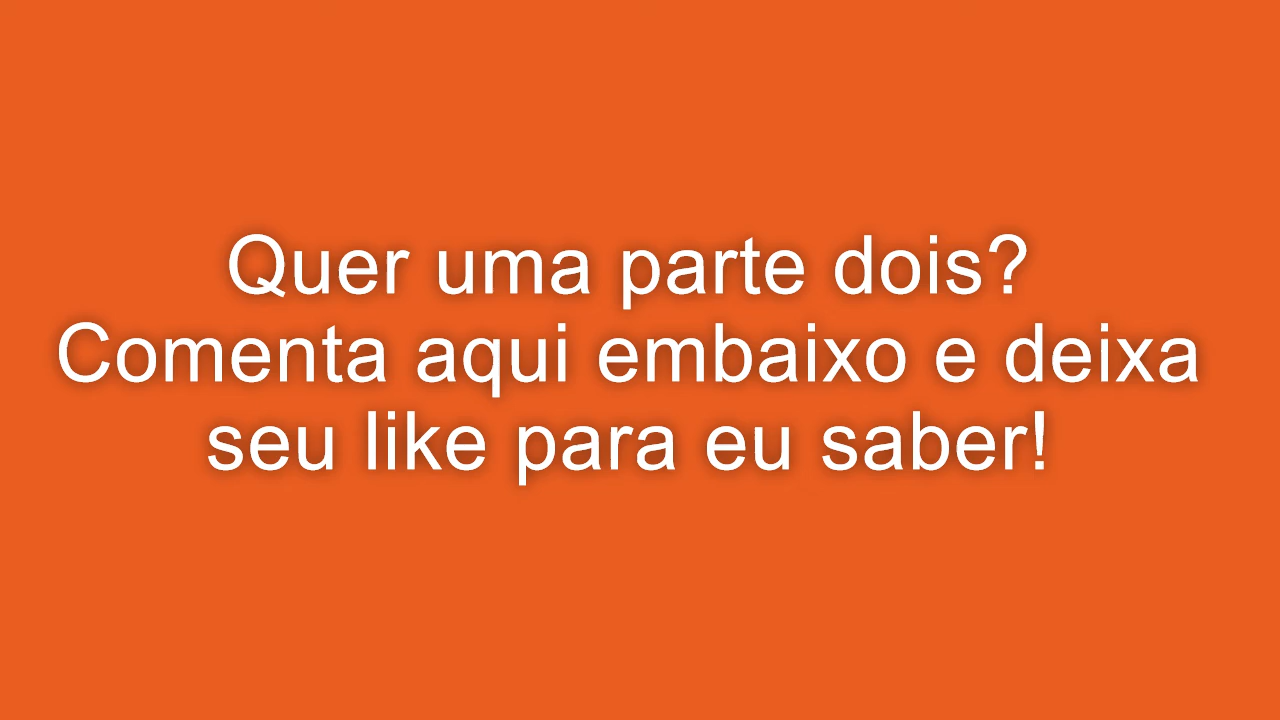 Quer uma parte dois?
Comenta aqui embaixo e deixa
seu like para eu saber!